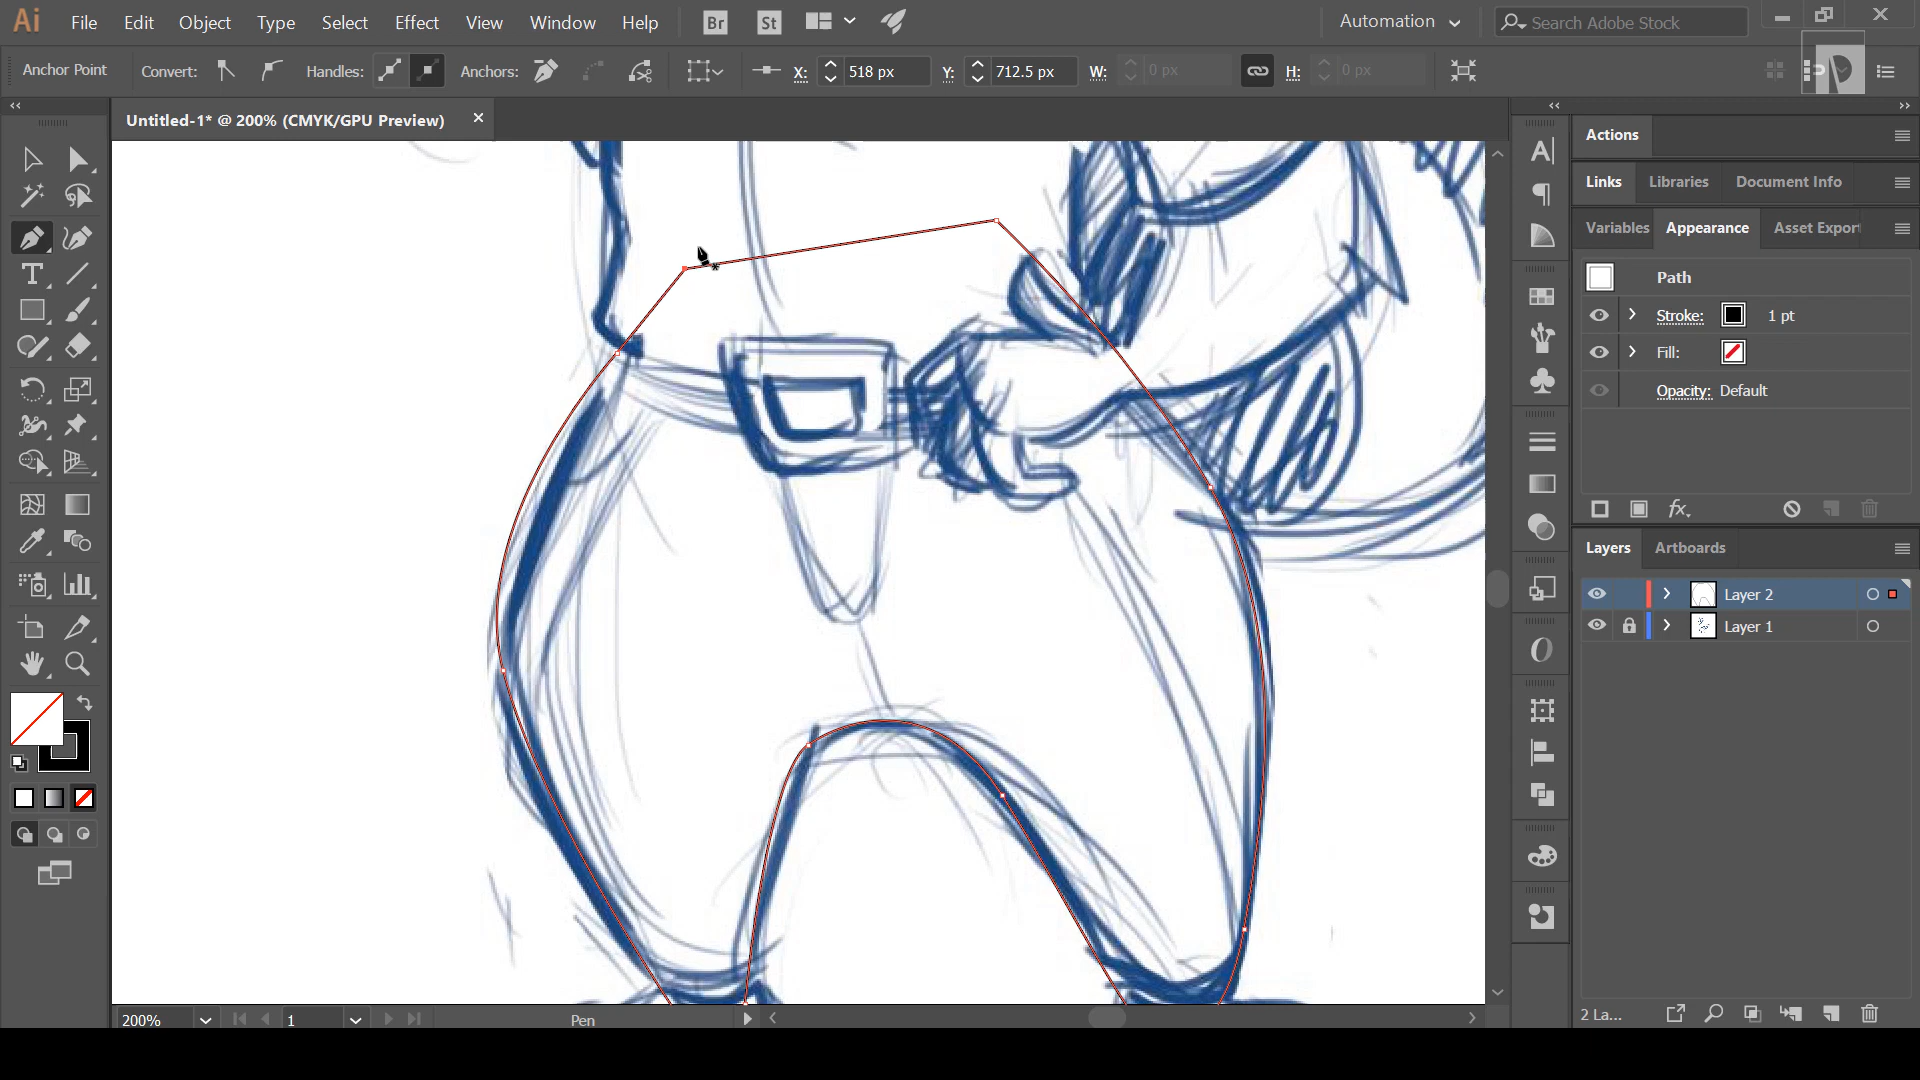 Ai File Edit Object Type Select Effect View Window Help Br St Automation Search Adobe Stock
Anchor Point Convert: Handles: Anchors: X: 518 px Y: 712.5 px W: 0 px H: 0 px
Untitled-1* @ 200% (CMYK/GPU Preview)
Actions
Links Libraries Document Info
Variables Appearance Asset Export
Path
Stroke: 1 pt
Fill:
Opacity: Default
fx.
Layers Artboards
Layer 2
Layer 1
2 La...
200% 1 Pen